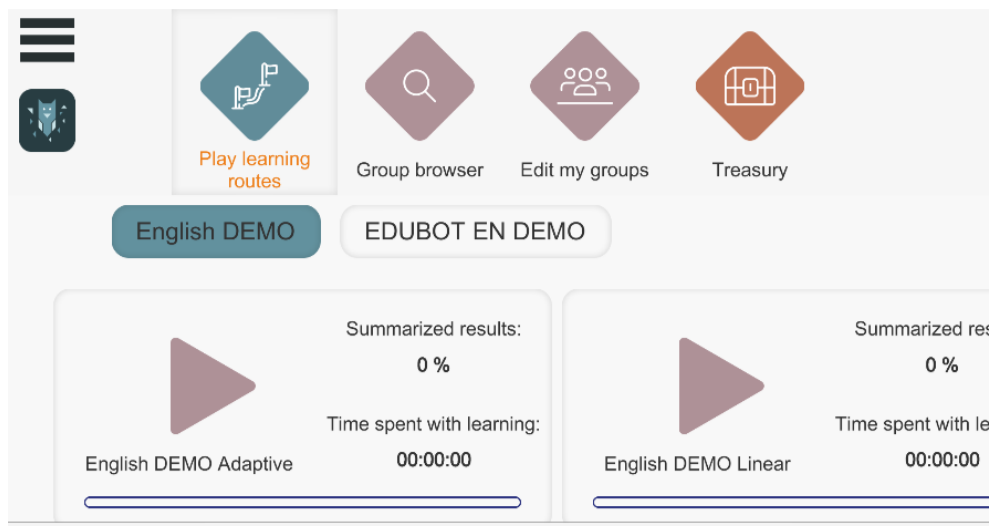 Play learning
routes
Group browser
Edit my groups
Treasury
English DEMO
EDUBOT EN DEMO
Summarized results:
0 %
Time spent with learning:
00:00:00
English DEMO Adaptive
Summarized res
0 %
Time spent with le
00:00:00
English DEMO Linear